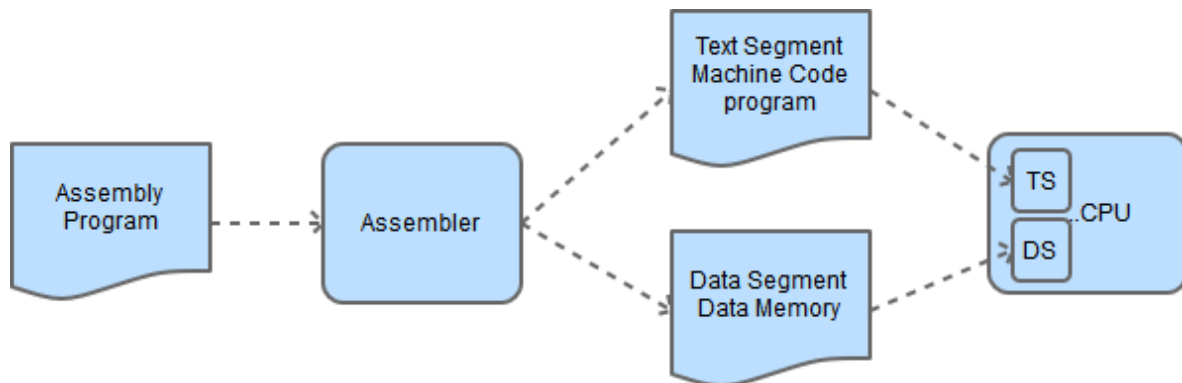 Assembly
Program
Assembler
Text Segment
Machine Code
program
Data Segment
Data Memory
TS
..CPU
DS